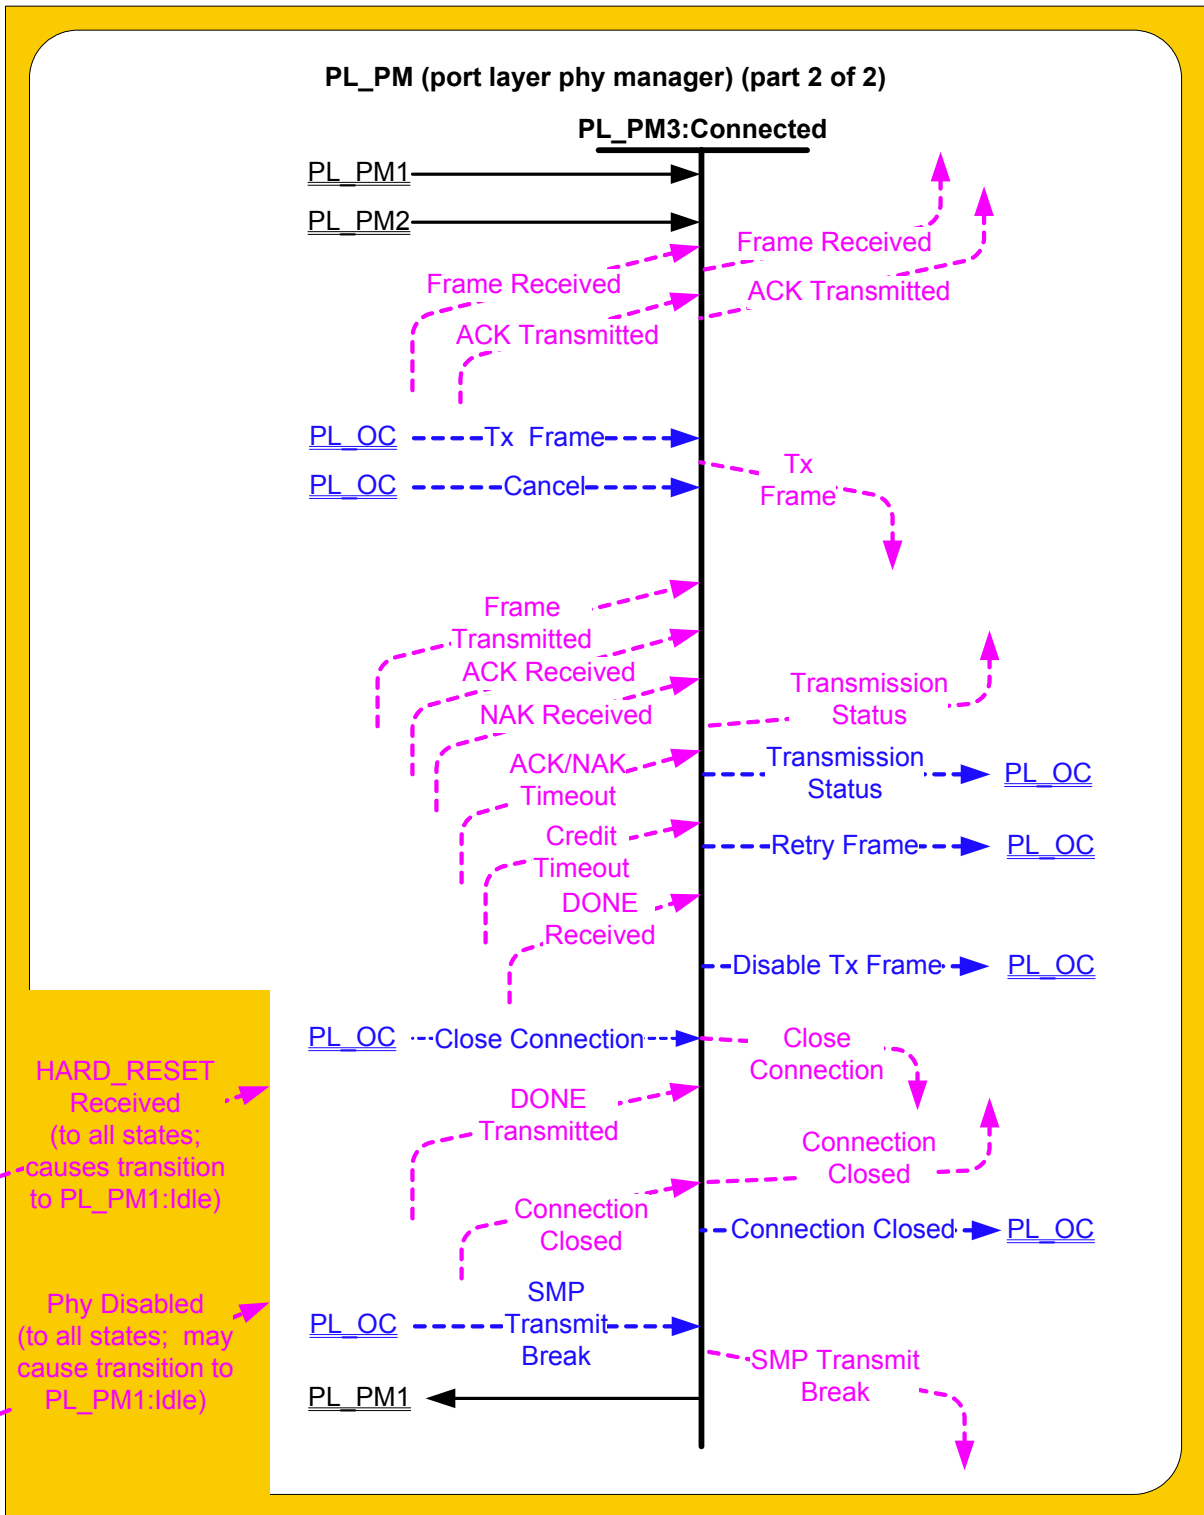 PL_PM (port layer phy manager) (part 2 of 2)
PL_PM3:Connected
PL_PM1
PL_PM2
Frame Received
Frame Received
ACK Transmitted
ACK Transmitted
PL_OC
Tx Frame
Tx
Frame
PL_OC
Cancel
Frame
Transmitted
ACK Received
NAK Received
Transmission
Status
ACK/NAK
Timeout
Transmission
Status
PL_OC
Credit
Timeout
Retry Frame
PL_OC
DONE
Received
Disable Tx Frame
PL_OC
PL_OC
Close Connection
Close
Connection
HARD_RESET
Received
(to all states;
causes transition
to PL_PM1:Idle)
DONE
Transmitted
Connection
Closed
Connection
Closed
Connection Closed
PL_OC
Phy Disabled
(to all states; may
cause transition to
PL_PM1:Idle)
PL_OC
SMP
Transmit
Break
SMP Transmit
Break
PL_PM1